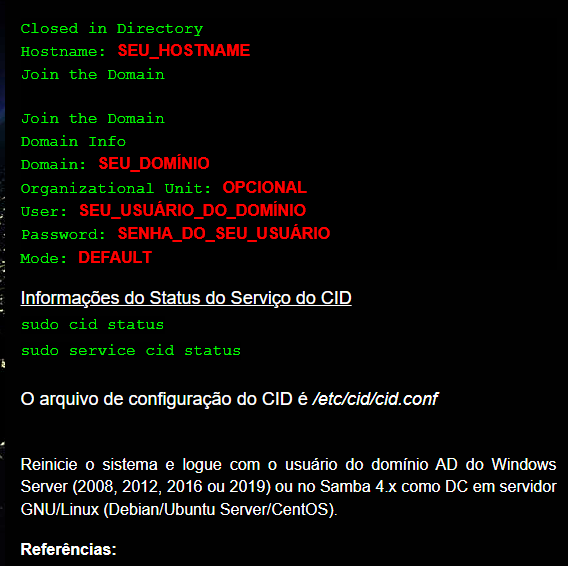 Closed in Directory
Hostname: SEU_HOSTNAME
Join the Domain
Join the Domain
Domain Info
Domain: SEU_DOMÍNIO
Organizational Unit: OPCIONAL
User: SEU_USUÁRIO_DO_DOMÍNIO
Password: SENHA_DO_SEU_USUÁRIO
Mode: DEFAULT
Informações do Status do Serviço do CID
sudo cid status
sudo service cid status
O arquivo de configuração do CID é /etc/cid/cid.conf
Reinicie o sistema e logue com o usuário do domínio AD do Windows
Server (2008, 2012, 2016 ou 2019) ou no Samba 4.x como DC em servidor
GNU/Linux (Debian/Ubuntu Server/CentOS).
Referências: